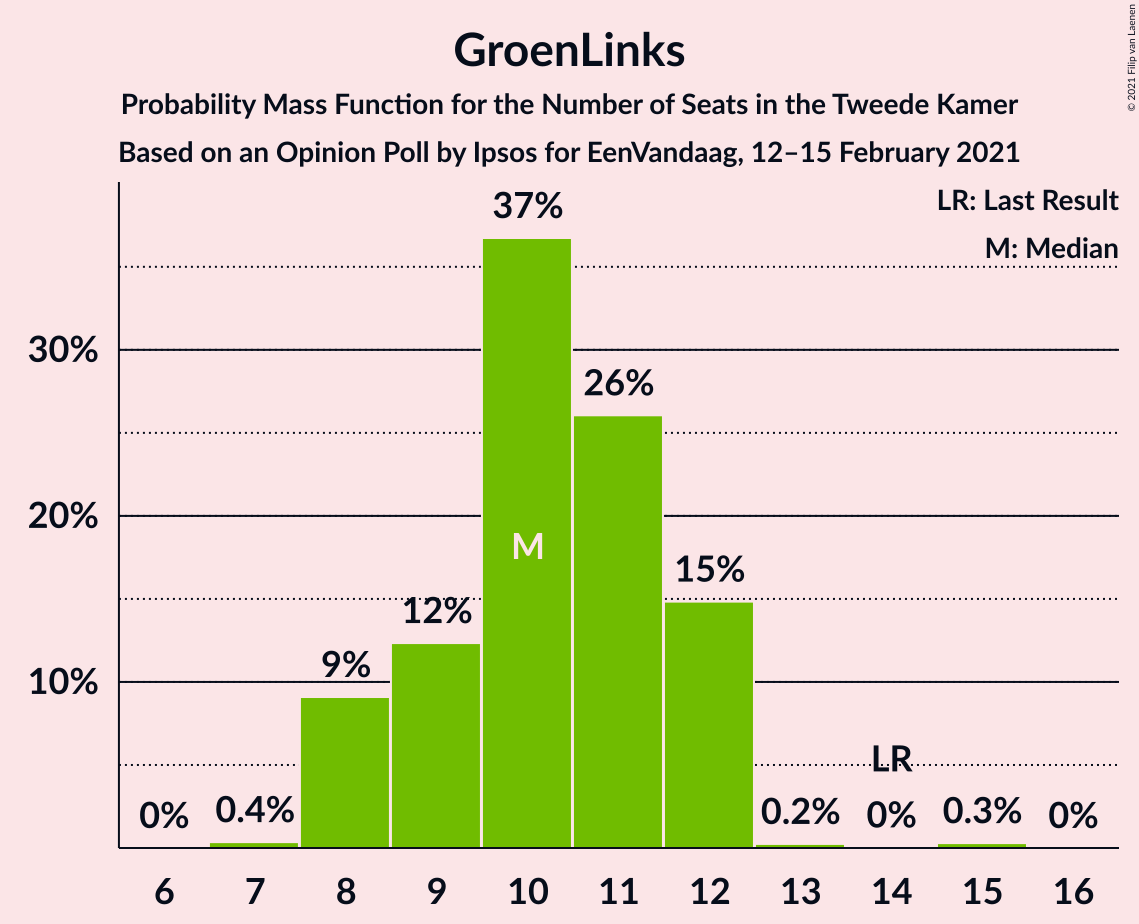 GroenLinks
Probability Mass Function for the Number of Seats in the Tweede Kamer
Based on an Opinion Poll by Ipsos for EenVandaag, 12–15 February 2021
© 2021 Filip van Laenen
LR: Last Result
M: Median
30%
20%
10%
0%
0.4%
9%
12%
37%
M
26%
15%
0.2%
LR
0%
0.3%
0%
6 7 8 9 10 11 12 13 14 15 16